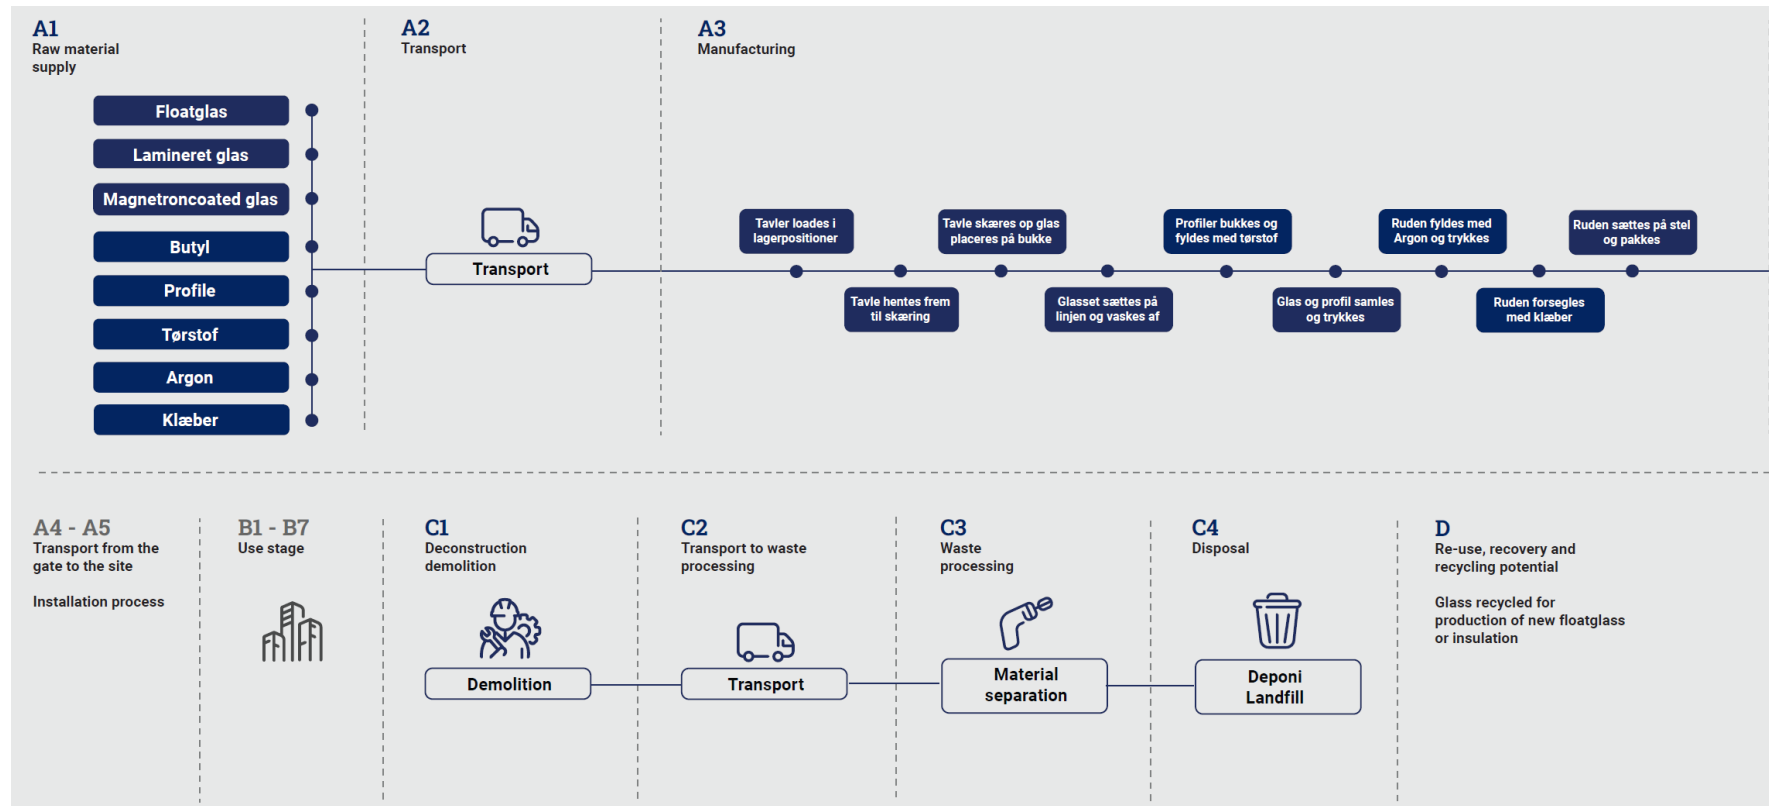 A1
Raw material
supply
Floatglas
Lamineret glas
Magnetroncoated glas
Butyl
Profile
Tørstof
Argon
Klæber
A2
Transport
Transport
A3
Manufacturing
Tavler loades i
lagerpositioner
Tavle hentes frem
til skæring
Tavle skæres op glas
placeres på bukke
Glasset sættes på
linjen og vaskes af
Profiler bukkes og
fyldes med tørstof
Glas og profil samles
og trykkes
Ruden fyldes med
Argon og trykkes
Ruden forsegles
med klæber
Ruden sættes på stel
og pakkes
A4 - A5
Transport from the
gate to the site
Installation process
B1 - B7
Use stage
C1
Deconstruction
demolition
Demolition
C2
Transport to waste
processing
Transport
C3
Waste
processing
Material
separation
C4
Disposal
Deponi
Landfill
D
Re-use, recovery and
recycling potential
Glass recycled for
production of new floatglass
or insulation